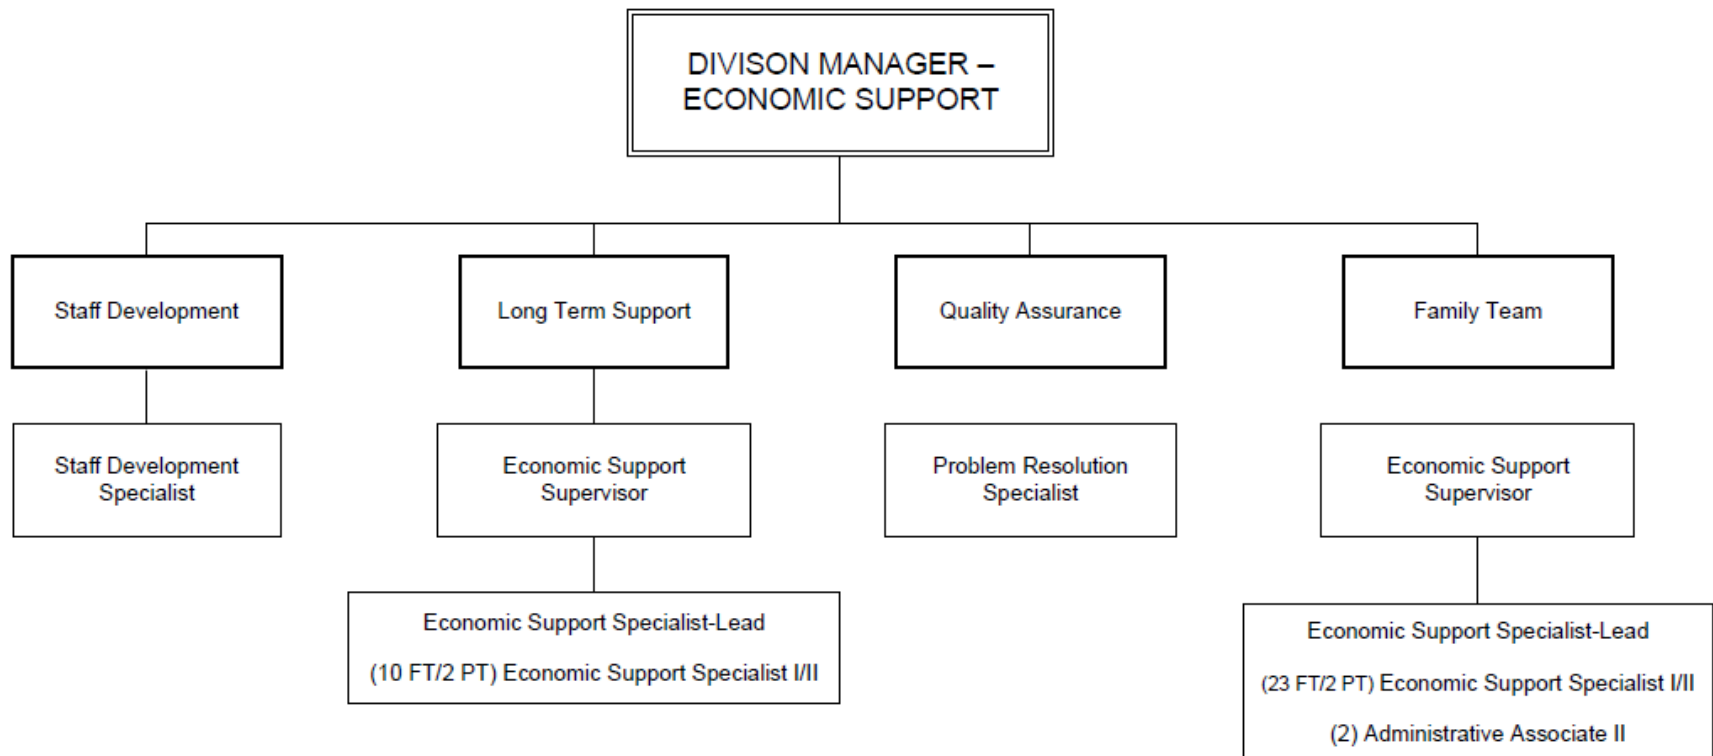 DIVISON MANAGER –
ECONOMIC SUPPORT
Staff Development
Long Term Support
Quality Assurance
Family Team
Staff Development
Specialist
Economic Support
Supervisor
Problem Resolution
Specialist
Economic Support
Supervisor
Economic Support Specialist-Lead
(10 FT/2 PT) Economic Support Specialist I/II
Economic Support Specialist-Lead
(23 FT/2 PT) Economic Support Specialist I/II
(2) Administrative Associate II